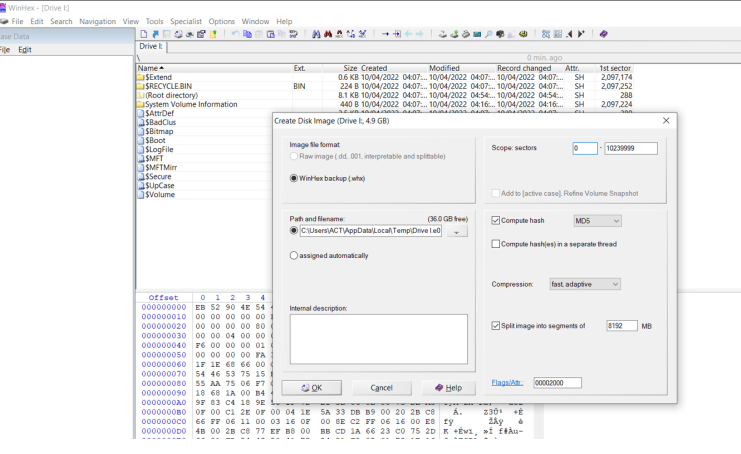 WinHex - [Drive I:]
File Edit Search Navigation View Tools Specialist Options Window Help
Case Data
File Edit
Drive I:
\
0 min. ago
Name Ext. Size Created Modified Record changed Attr. 1st sector
$Extend 0.6 KB 10/04/2022 04:07:... 10/04/2022 04:07:... 10/04/2022 04:07:... SH 2,097,174
$RECYCLE.BIN BIN 224 B 10/04/2022 04:07:... 10/04/2022 04:07:... 10/04/2022 04:07:... SH 2,097,252
(Root directory) 8.1 KB 10/04/2022 04:07:... 10/04/2022 04:54:... 10/04/2022 04:54:... SH 288
System Volume Information 440 B 10/04/2022 04:07:... 10/04/2022 04:16:... 10/04/2022 04:16:... SH 2,097,224
$AttrDef
$BadClus
$Bitmap
$Boot
$LogFile
$MFT
$MFTMirr
$Secure
$UpCase
$Volume
Create Disk Image (Drive I:, 4.9 GB)
Image file format
Raw image (.dd, .001, interpretable and splittable)
WinHex backup (.whx)
Scope: sectors 0 - 10239999
Add to [active case], Refine Volume Snapshot
Path and filename: (36.0 GB free)
C:\Users\ACT\AppData\Local\Temp\Drive I.e0
...
assigned automatically
Compute hash MD5
Compute hash(es) in a separate thread
Compression: fast, adaptive
Internal description:
Split image into segments of 8192 MB
OK Cancel Help
Flags/Attr.: 00002000
Offset 0 1 2 3 4
000000000 EB 52 90 4E 54
000000010 00 00 00 00 00
000000020 00 00 00 00 80
000000030 00 00 04 00 00
000000040 F6 00 00 00 01
000000050 00 00 00 00 FA
000000060 1F 1E 68 66 00
000000070 54 46 53 75 15
000000080 55 AA 75 06 F7
000000090 18 68 1A 00 B4
0000000A0 9F 83 C4 18 9E
0000000B0 0F 00 C1 2E 0F 00 04 1E 5A 33 DB B9 00 20 2B C8
0000000C0 66 FF 06 11 00 03 16 0F 00 8E C2 FF 06 16 00 E8
0000000D0 4B 00 2B C8 77 EF B8 00 BB CD 1A 66 23 C0 75 2D